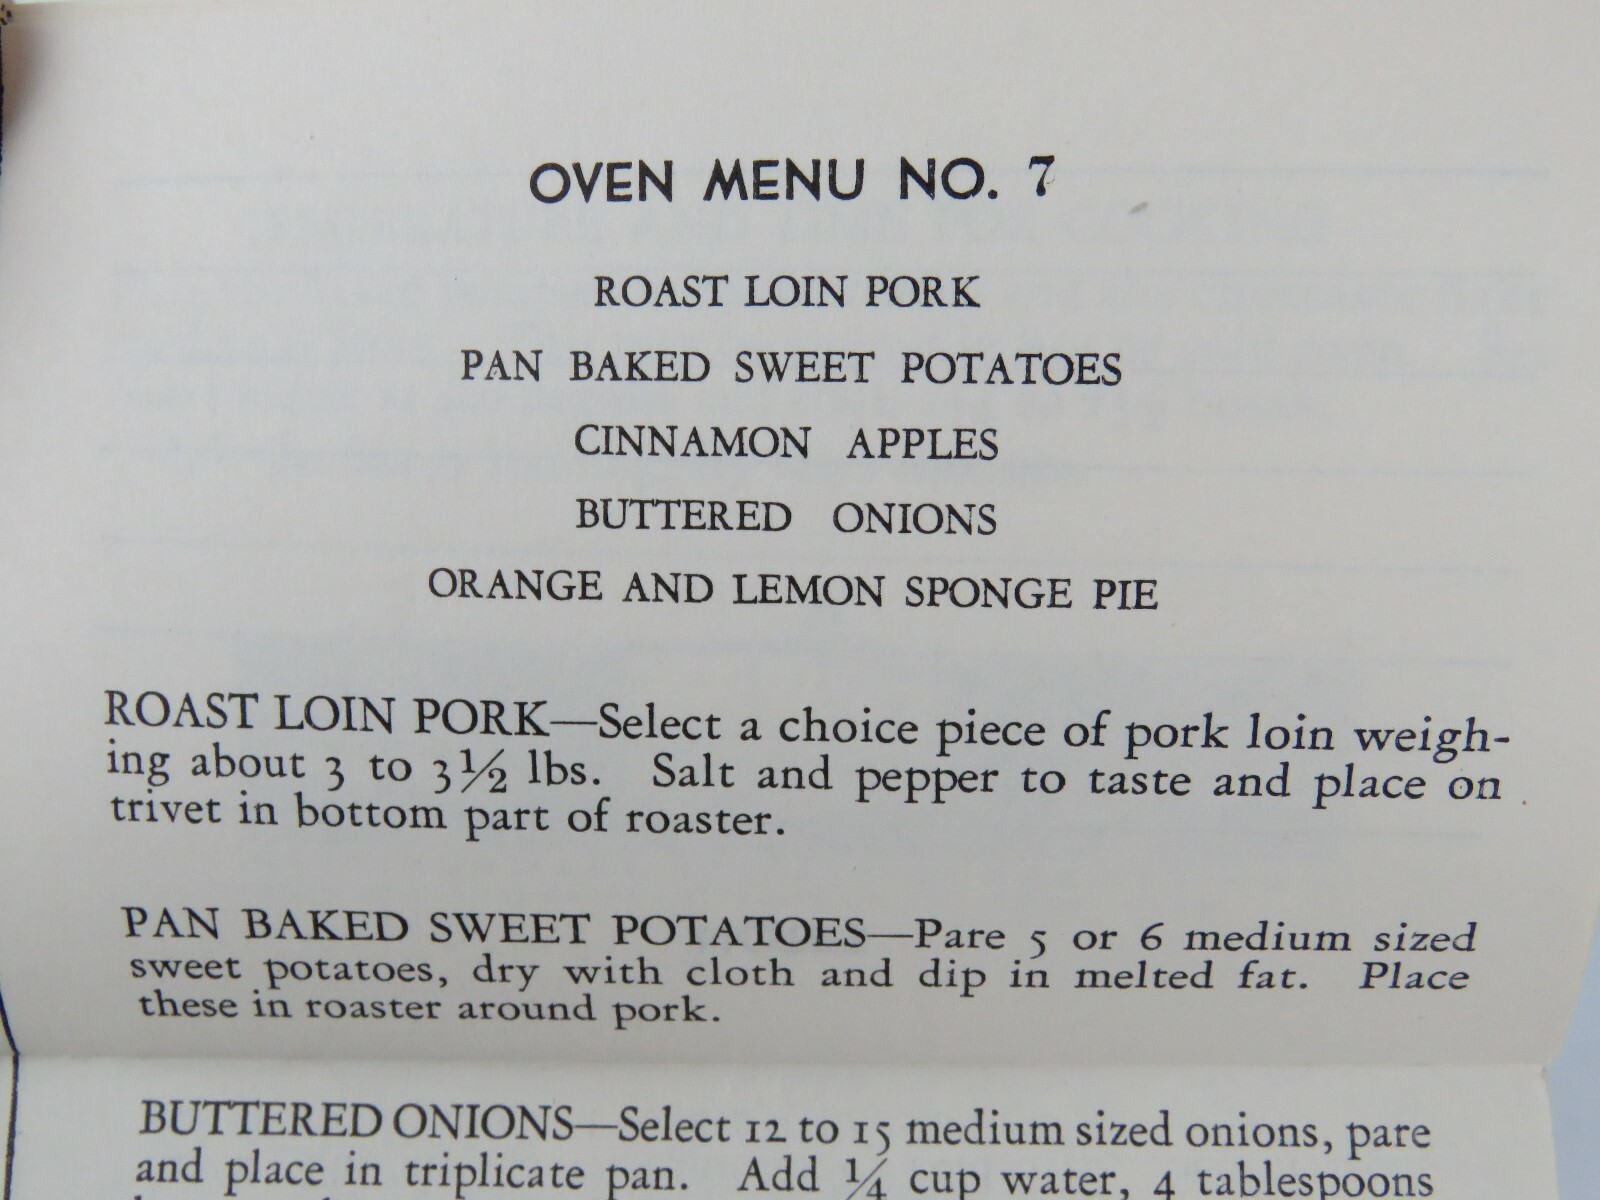 OVEN MENU NO. 7
ROAST LOIN PORK
PAN BAKED SWEET POTATOES
CINNAMON APPLES
BUTTERED ONIONS
ORANGE AND LEMON SPONGE PIE
ROAST LOIN PORK—Select a choice piece of pork loin weigh-
ing about 3 to 3½ lbs. Salt and pepper to taste and place on
trivet in bottom part of roaster.
PAN BAKED SWEET POTATOES—Pare 5 or 6 medium sized
sweet potatoes, dry with cloth and dip in melted fat. Place
these in roaster around pork.
BUTTERED ONIONS—Select 12 to 15 medium sized onions, pare
and place in triplicate pan. Add ¼ cup water, 4 tablespoons